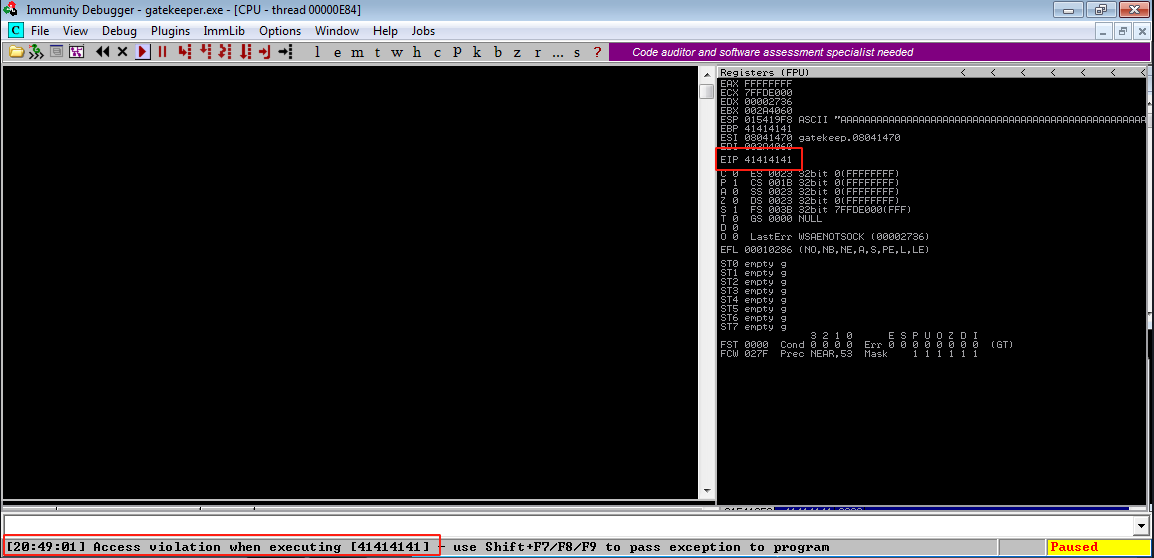 Immunity Debugger - gatekeeper.exe - [CPU - thread 00000E84]
C File View Debug Plugins ImmLib Options Window Help Jobs
l e m t w h c p k b z r ... s ? Code auditor and software assessment specialist needed
Registers (FPU) < < < < < < <
EAX FFFFFFFF
ECX 7FFDE000
EDX 00002736
EBX 002A4060
ESP 015419F8 ASCII "AAAAAAAAAAAAAAAAAAAAAAAAAAAAAAAAAAAAAAAAAAAAAAAAAAA
EBP 41414141
ESI 08041470 gatekeep.08041470
EDI 002A4060
EIP 41414141
C 0 ES 0023 32bit 0(FFFFFFFF)
P 1 CS 001B 32bit 0(FFFFFFFF)
A 0 SS 0023 32bit 0(FFFFFFFF)
Z 0 DS 0023 32bit 0(FFFFFFFF)
S 1 FS 003B 32bit 7FFDE000(FFF)
T 0 GS 0000 NULL
D 0
O 0 LastErr WSAENOTSOCK (00002736)
EFL 00010286 (NO,NB,NE,A,S,PE,L,LE)
ST0 empty g
ST1 empty g
ST2 empty g
ST3 empty g
ST4 empty g
ST5 empty g
ST6 empty g
ST7 empty g
3 2 1 0 E S P U O Z D I
FST 0000 Cond 0 0 0 0 Err 0 0 0 0 0 0 0 0 (GT)
FCW 027F Prec NEAR,53 Mask 1 1 1 1 1 1
[20:49:01] Access violation when executing [41414141] - use Shift+F7/F8/F9 to pass exception to program
Paused